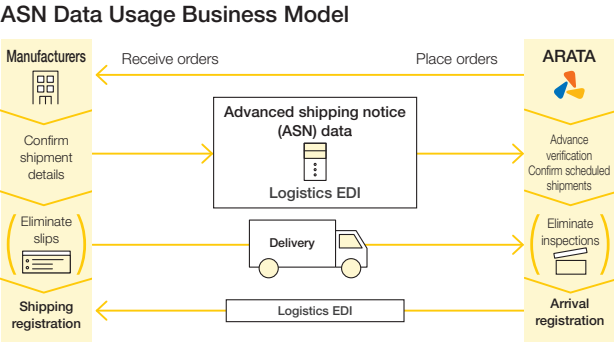 ASN Data Usage Business Model
Manufacturers
Receive orders
Place orders
ARATA
Confirm
shipment
details
Advanced shipping notice
(ASN) data
Logistics EDI
Advance
verification
Confirm scheduled
shipments
Eliminate
slips
Delivery
Eliminate
inspections
Shipping
registration
Logistics EDI
Arrival
registration